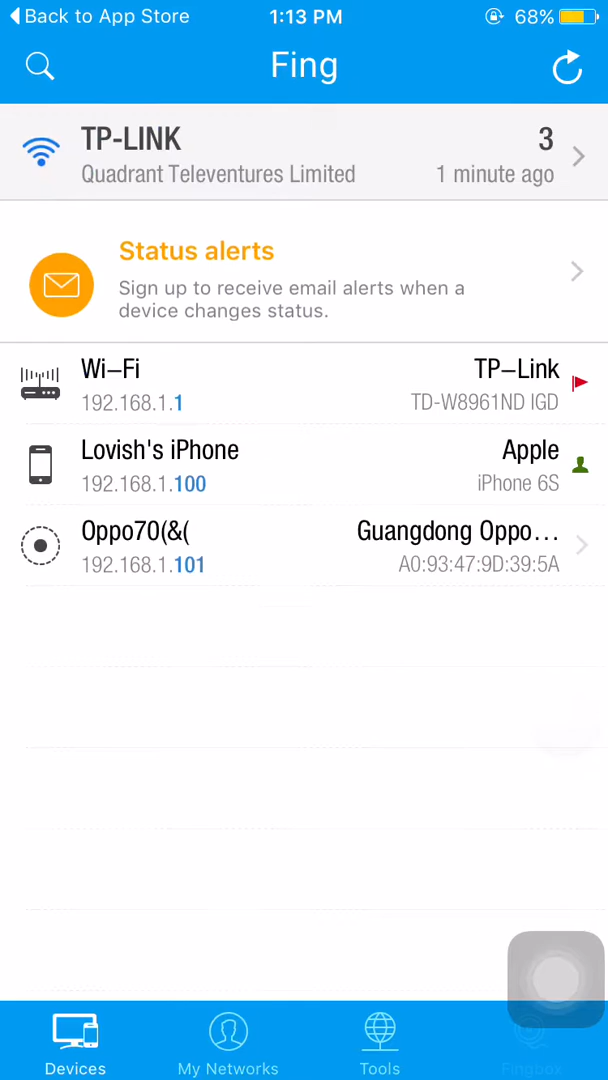 Back to App Store 1:13 PM 68%
Fing
TP-LINK 3
Quadrant Televentures Limited 1 minute ago
Status alerts
Sign up to receive email alerts when a
device changes status.
Wi-Fi TP-Link
192.168.1.1 TD-W8961ND IGD
Lovish's iPhone Apple
192.168.1.100 iPhone 6S
Oppo70(&( Guangdong Oppo...
192.168.1.101 A0:93:47:9D:39:5A
Devices My Networks Tools Fingbox